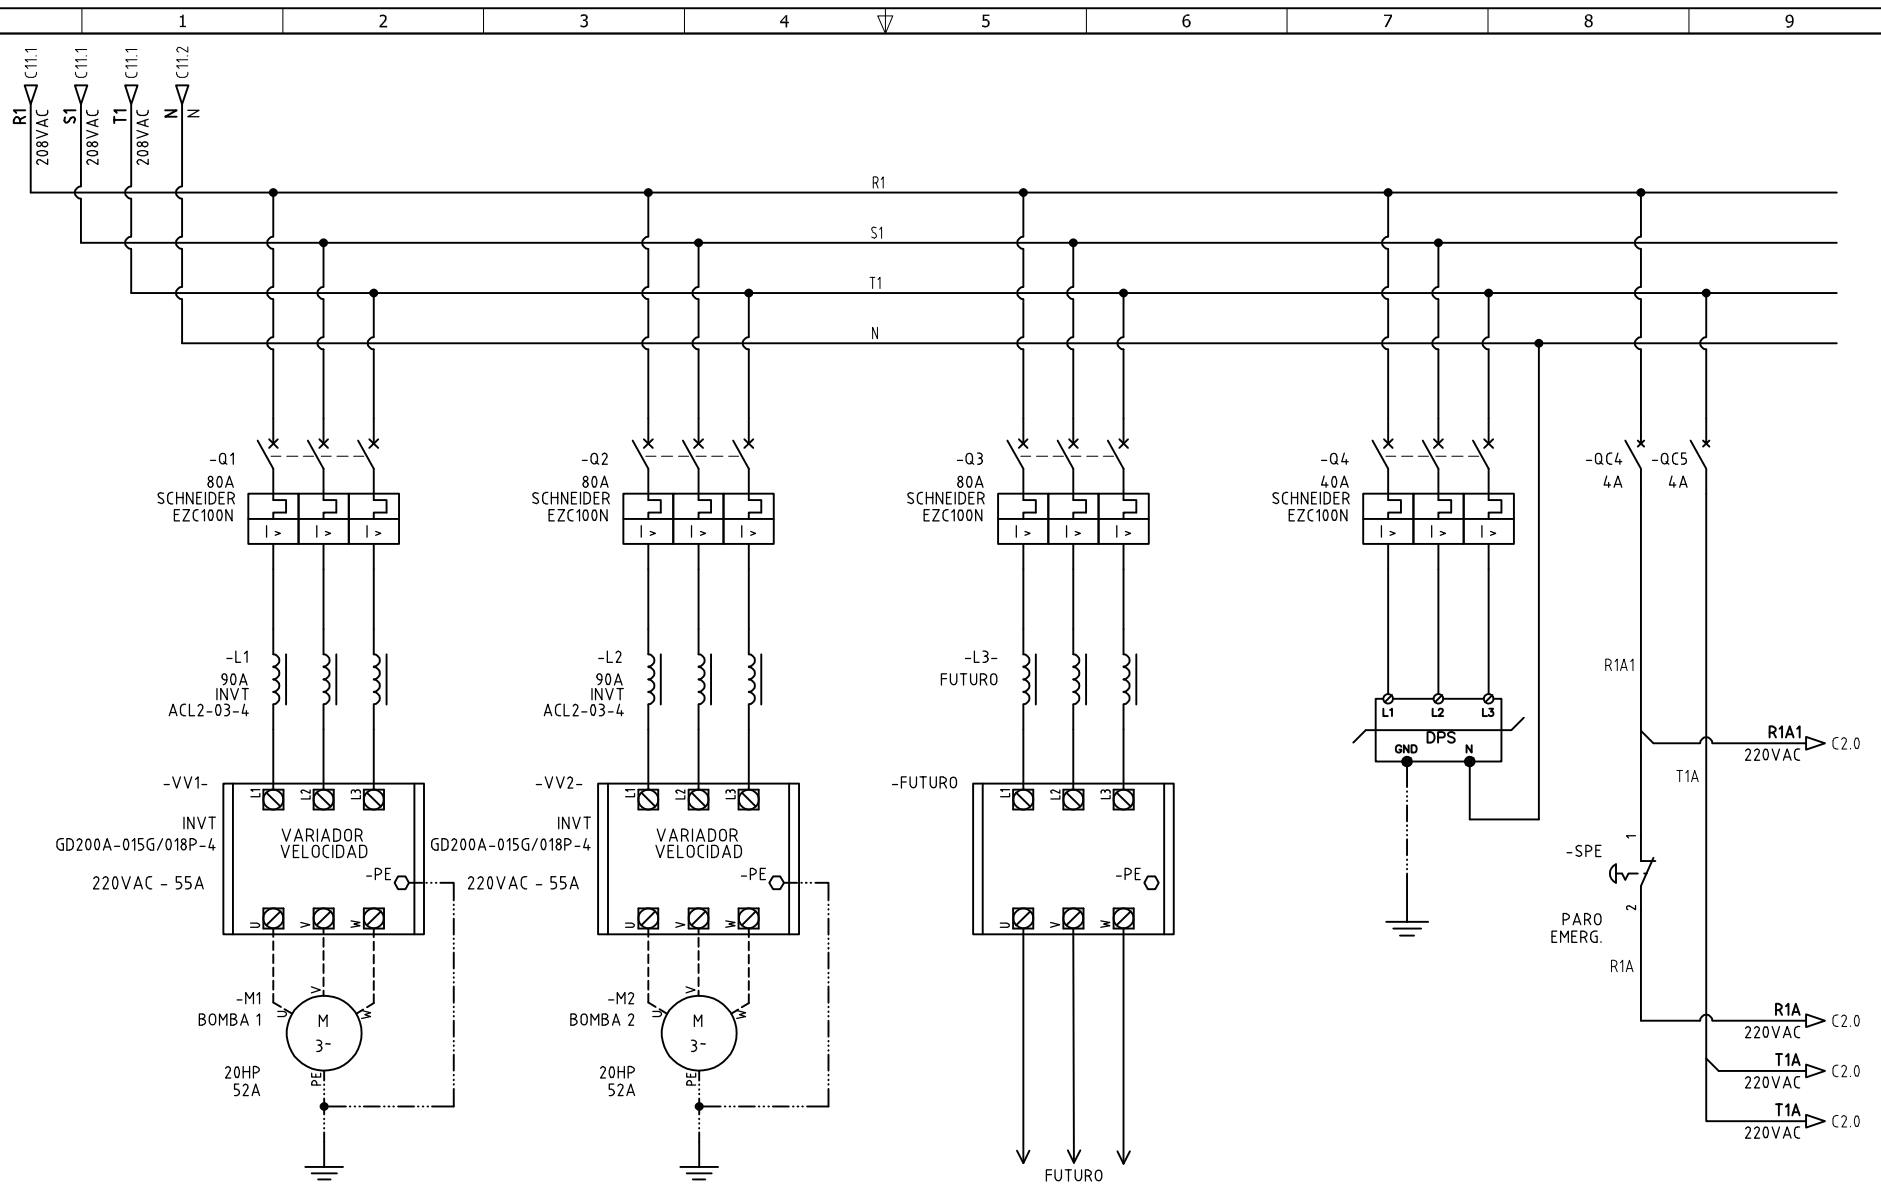 1 2 3 4 5 6 7 8 9
C11.1 C11.1 C11.1 C11.2
R1 S1 T1 N
208VAC 208VAC 208VAC N
R1
S1
T1
N
-Q1
80A
SCHNEIDER
EZC100N
I > I > I >
-Q2
80A
SCHNEIDER
EZC100N
I > I > I >
-Q3
80A
SCHNEIDER
EZC100N
I > I > I >
-Q4
40A
SCHNEIDER
EZC100N
I > I > I >
-QC4
4A
-QC5
4A
-L1
90A
INVT
ACL2-03-4
-L2
90A
INVT
ACL2-03-4
-L3-
FUTURO
L1 L2 L3
DPS
GND N
R1A1
R1A1
220VAC
C2.0
T1A
-VV1-
INVT
GD200A-015G/018P-4
220VAC - 55A
L1 L2 L3
VARIADOR
VELOCIDAD
-PE
U V W
-VV2-
INVT
GD200A-015G/018P-4
220VAC - 55A
L1 L2 L3
VARIADOR
VELOCIDAD
-PE
U V W
-FUTURO
L1 L2 L3
-PE
U V W
1
-SPE
2
PARO
EMERG.
R1A
-M1
BOMBA 1
U V W
M
3~
20HP
52A
PE
-M2
BOMBA 2
U V W
M
3~
20HP
52A
PE
FUTURO
R1A
220VAC
C2.0
T1A
220VAC
C2.0
T1A
220VAC
C2.0